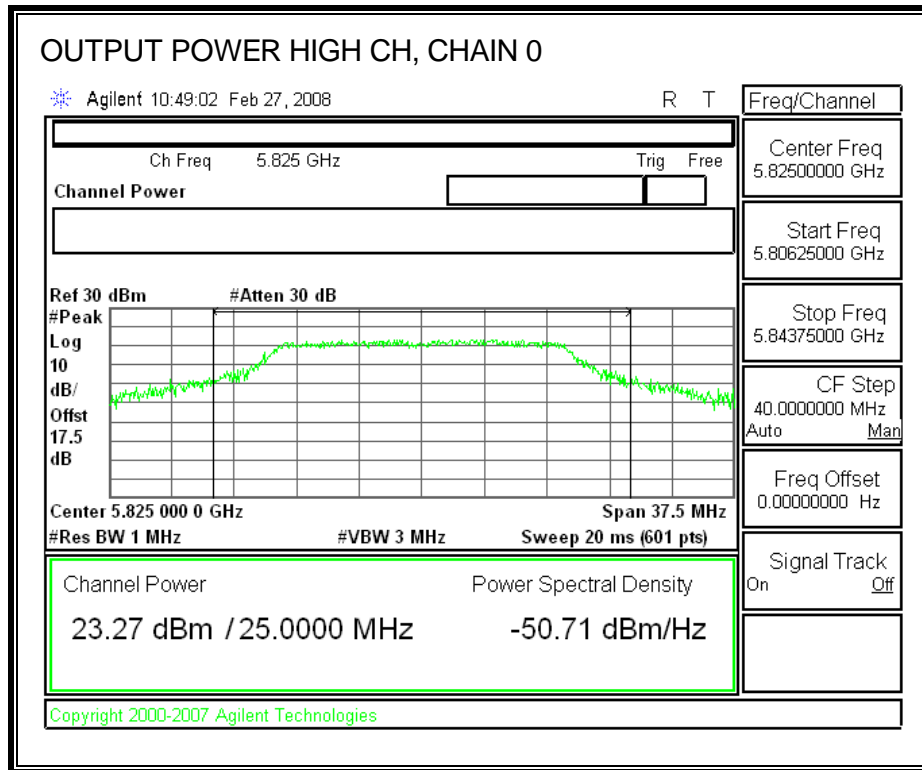 OUTPUT POWER HIGH CH, CHAIN 0
Agilent 10:49:02 Feb 27, 2008 R T
Ch Freq 5.825 GHz Trig Free
Channel Power
Ref 30 dBm #Atten 30 dB
#Peak
Log
10
dB/
Offst
17.5
dB
Center 5.825 000 0 GHz Span 37.5 MHz
#Res BW 1 MHz #VBW 3 MHz Sweep 20 ms (601 pts)
Channel Power Power Spectral Density
23.27 dBm / 25.0000 MHz -50.71 dBm/Hz
Copyright 2000-2007 Agilent Technologies
Freq/Channel
Center Freq
5.82500000 GHz
Start Freq
5.80625000 GHz
Stop Freq
5.84375000 GHz
CF Step
40.0000000 MHz
Auto Man
Freq Offset
0.00000000 Hz
Signal Track
On Off